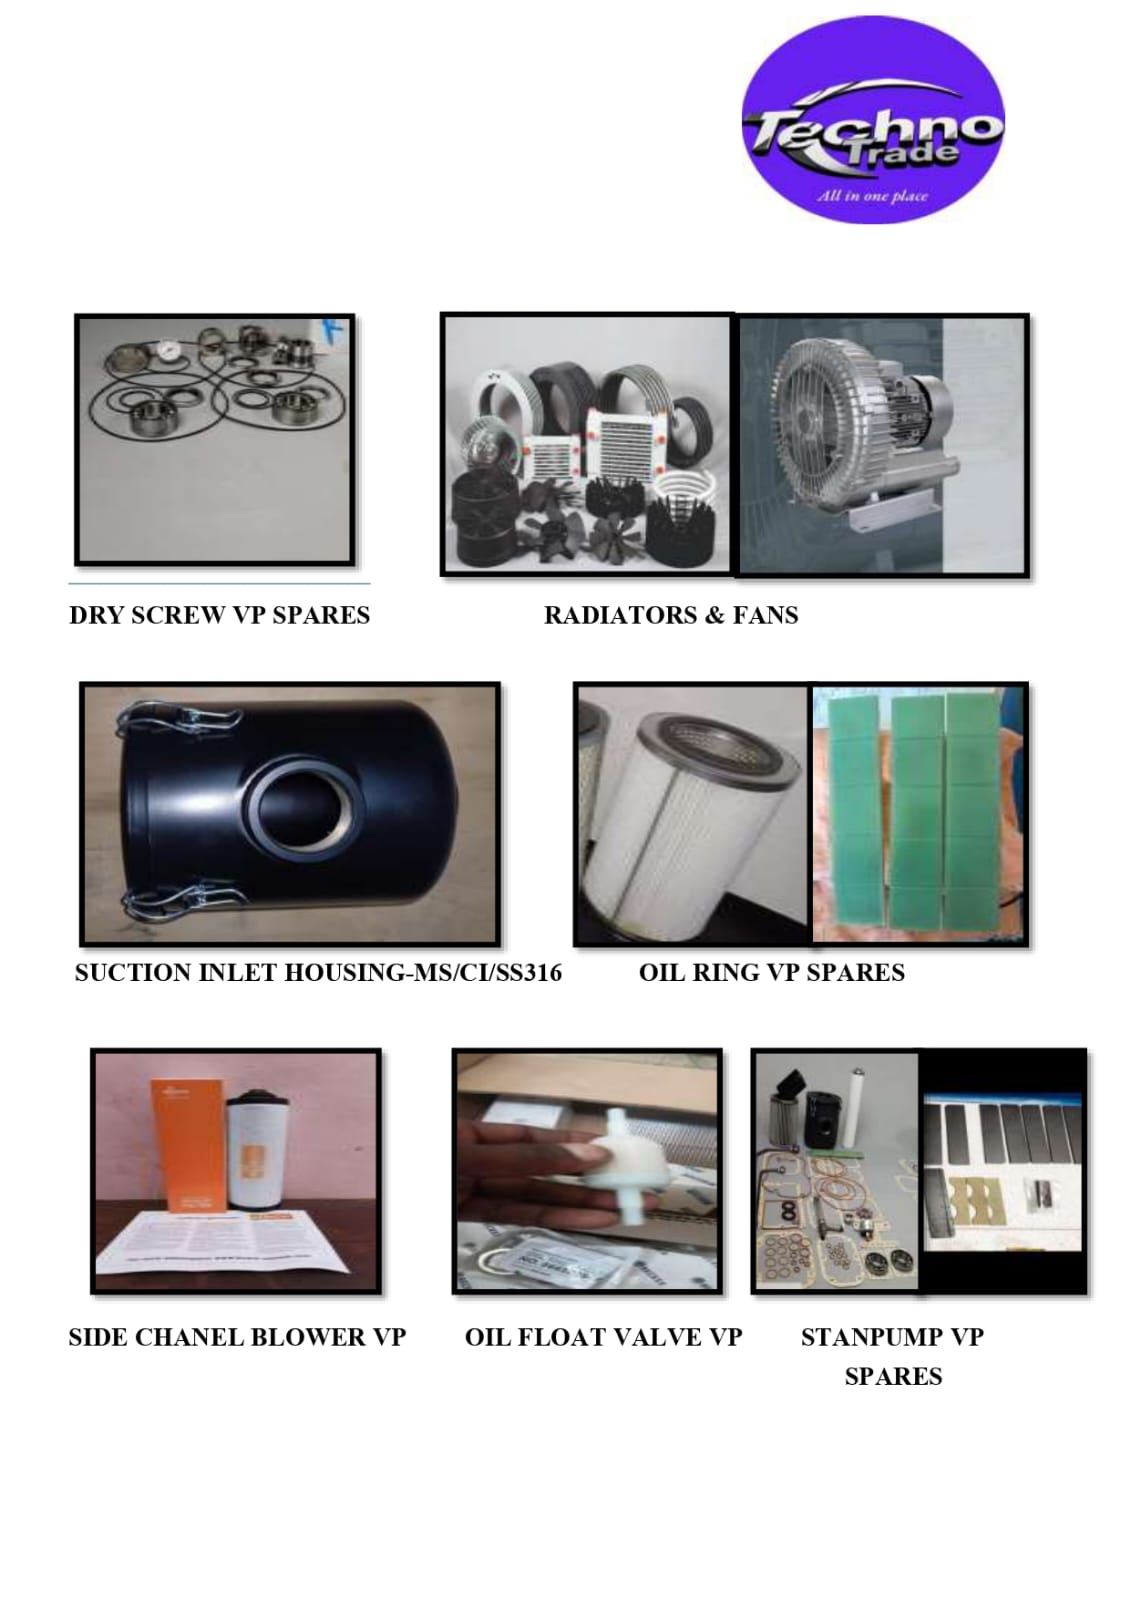 Techno
Trade
All in one place
DRY SCREW VP SPARES
RADIATORS & FANS
SUCTION INLET HOUSING-MS/CI/SS316
OIL RING VP SPARES
SIDE CHANEL BLOWER VP
OIL FLOAT VALVE VP
STANPUMP VP
SPARES